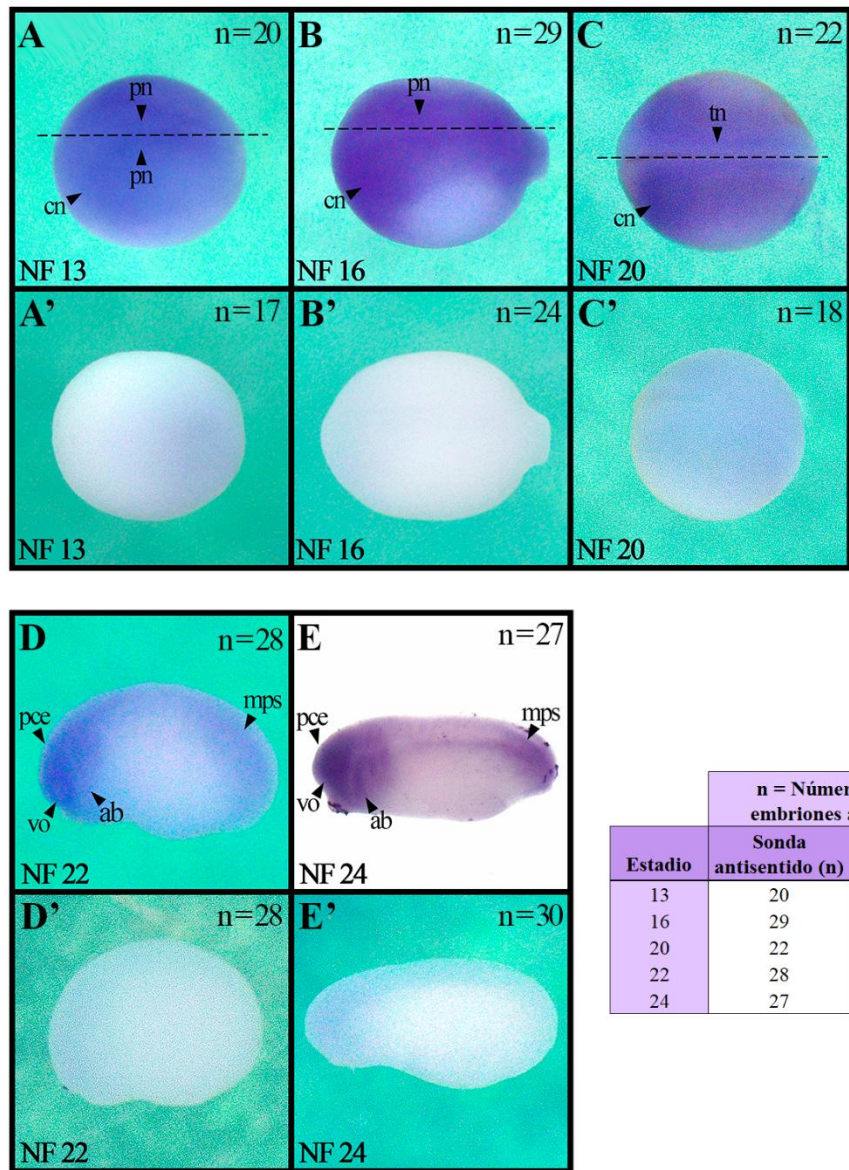 A n=20
pn
pn
cn
NF 13
B n=29
pn
cn
NF 16
C n=22
tn
cn
NF 20
A’ n=17
NF 13
B’ n=24
NF 16
C’ n=18
NF 20
D n=28
pce
mps
vo
ab
NF 22
E n=27
pce
mps
vo
ab
NF 24
D’ n=28
NF 22
E’ n=30
NF 24
n = Númer
embriones
Sonda
Estadio antisentido (n)
13 20
16 29
20 22
22 28
24 27